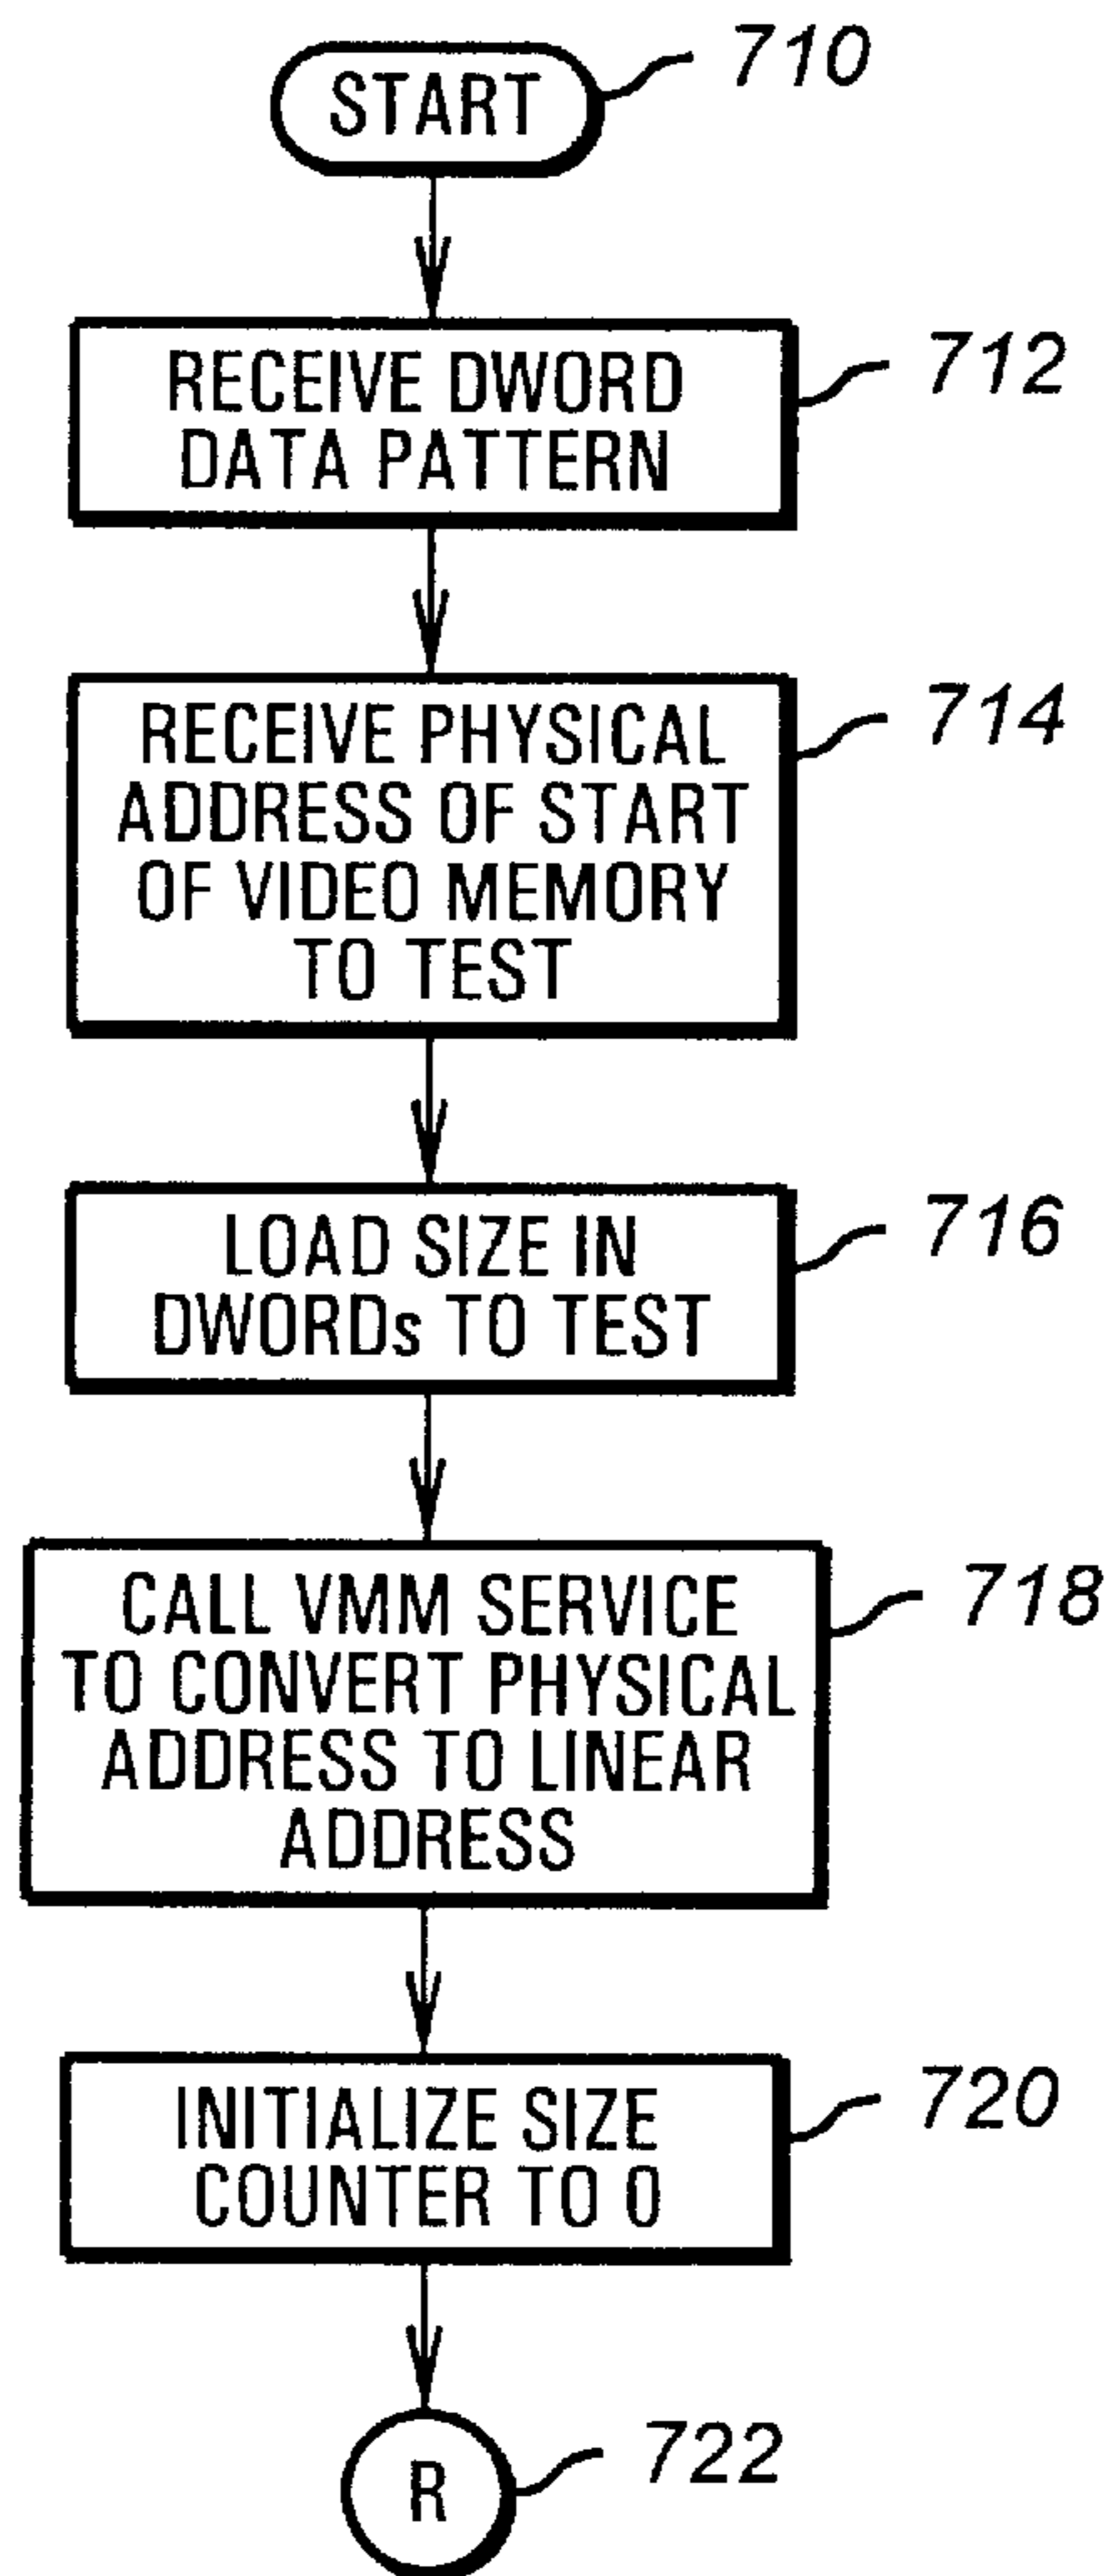 START
710
RECEIVE DWORD
DATA PATTERN
712
RECEIVE PHYSICAL
ADDRESS OF START
OF VIDEO MEMORY
TO TEST
714
LOAD SIZE IN
DWORDs TO TEST
716
CALL VMM SERVICE
TO CONVERT PHYSICAL
ADDRESS TO LINEAR
ADDRESS
718
INITIALIZE SIZE
COUNTER TO 0
720
R
722